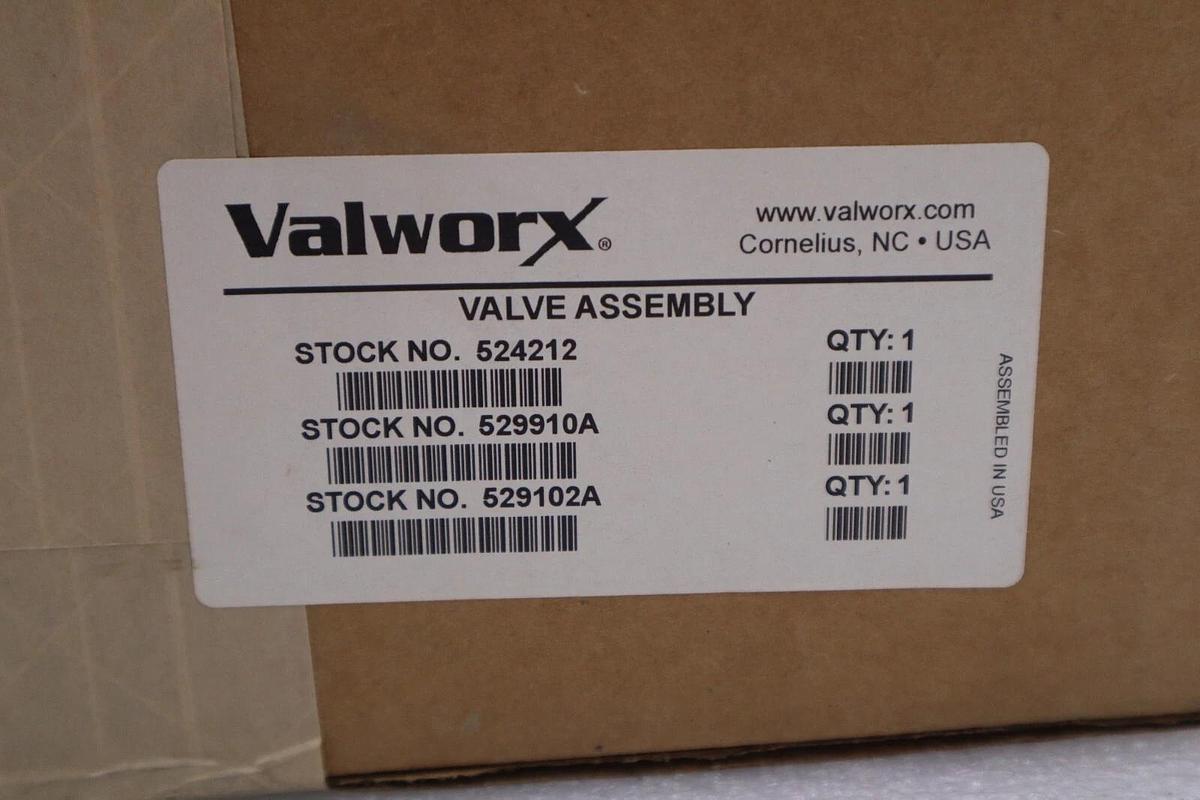 Valworx®
www.valworx.com
Cornelius, NC • USA
VALVE ASSEMBLY
STOCK NO. 524212 QTY: 1
STOCK NO. 529910A QTY: 1
STOCK NO. 529102A QTY: 1
ASSEMBLED IN USA